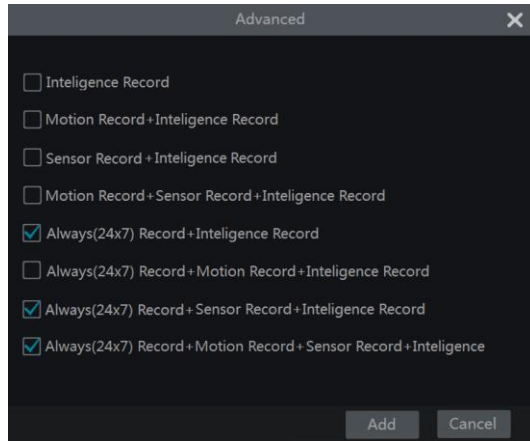 Advanced
Inteligence Record
Motion Record+Inteligence Record
Sensor Record+Inteligence Record
Motion Record+Sensor Record+Inteligence Record
Always(24x7) Record+Inteligence Record
Always(24x7) Record+Motion Record+Inteligence Record
Always(24x7) Record+Sensor Record+Inteligence Record
Always(24x7) Record+Motion Record+Sensor Record+Inteligence
Add Cancel